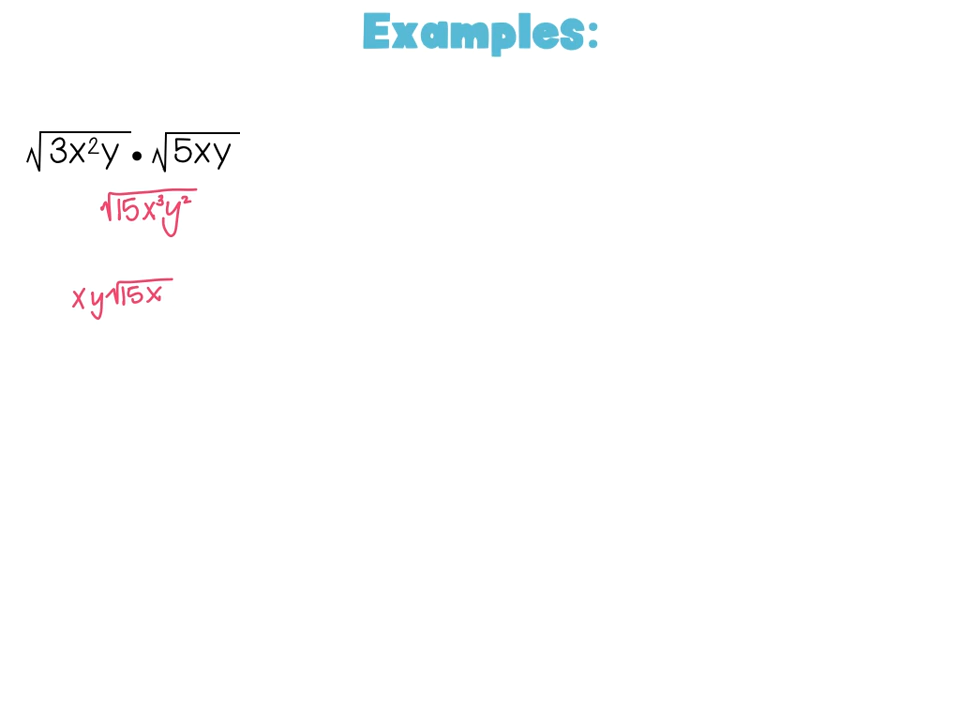 Examples:
√3x²y • √5xy
√15x³y²
xy√15x